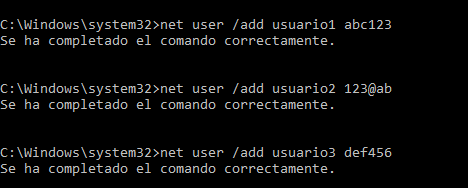 C:\Windows\system32>net user /add usuario1 abc123
Se ha completado el comando correctamente.
C:\Windows\system32>net user /add usuario2 123@ab
Se ha completado el comando correctamente.
C:\Windows\system32>net user /add usuario3 def456
Se ha completado el comando correctamente.